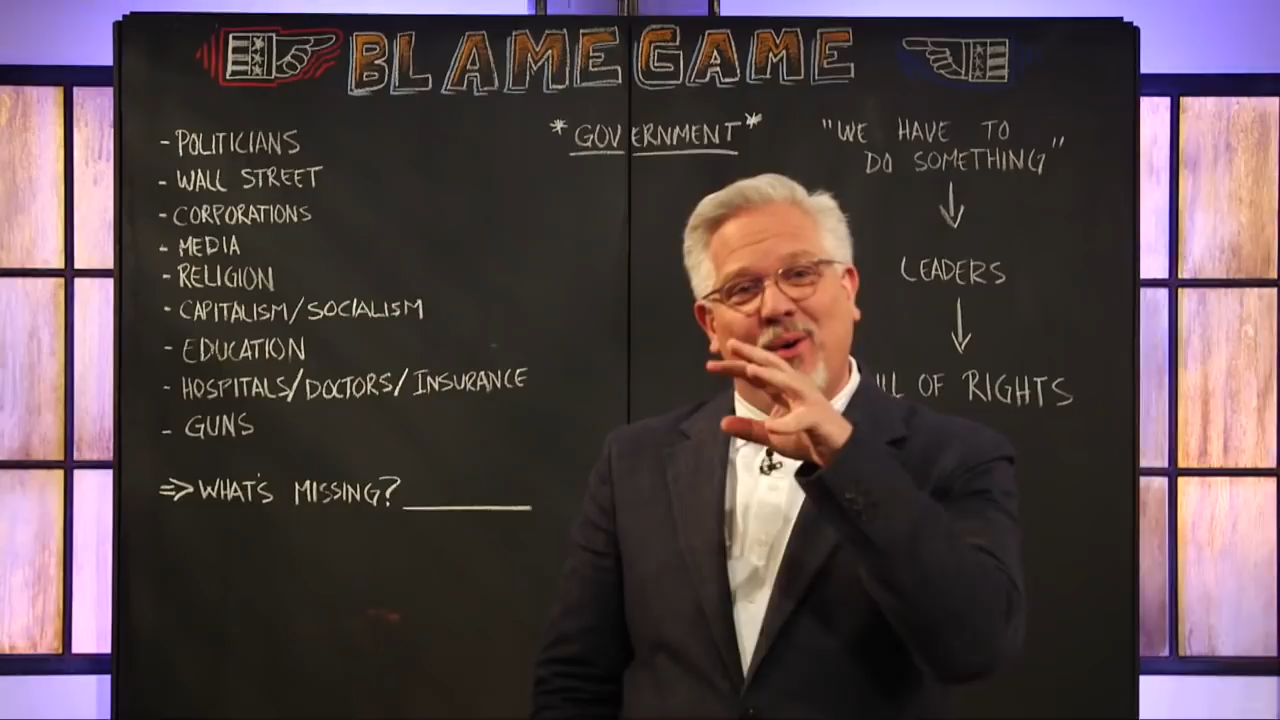 BLAME GAME
- POLITICIANS
- WALL STREET
- CORPORATIONS
- MEDIA
- RELIGION
- CAPITALISM/SOCIALISM
- EDUCATION
- HOSPITALS/DOCTORS/INSURANCE
- GUNS
⇒ WHAT'S MISSING? ________
*GOVERNMENT*
"WE HAVE TO
DO SOMETHING"
↓
LEADERS
↓
OF RIGHTS